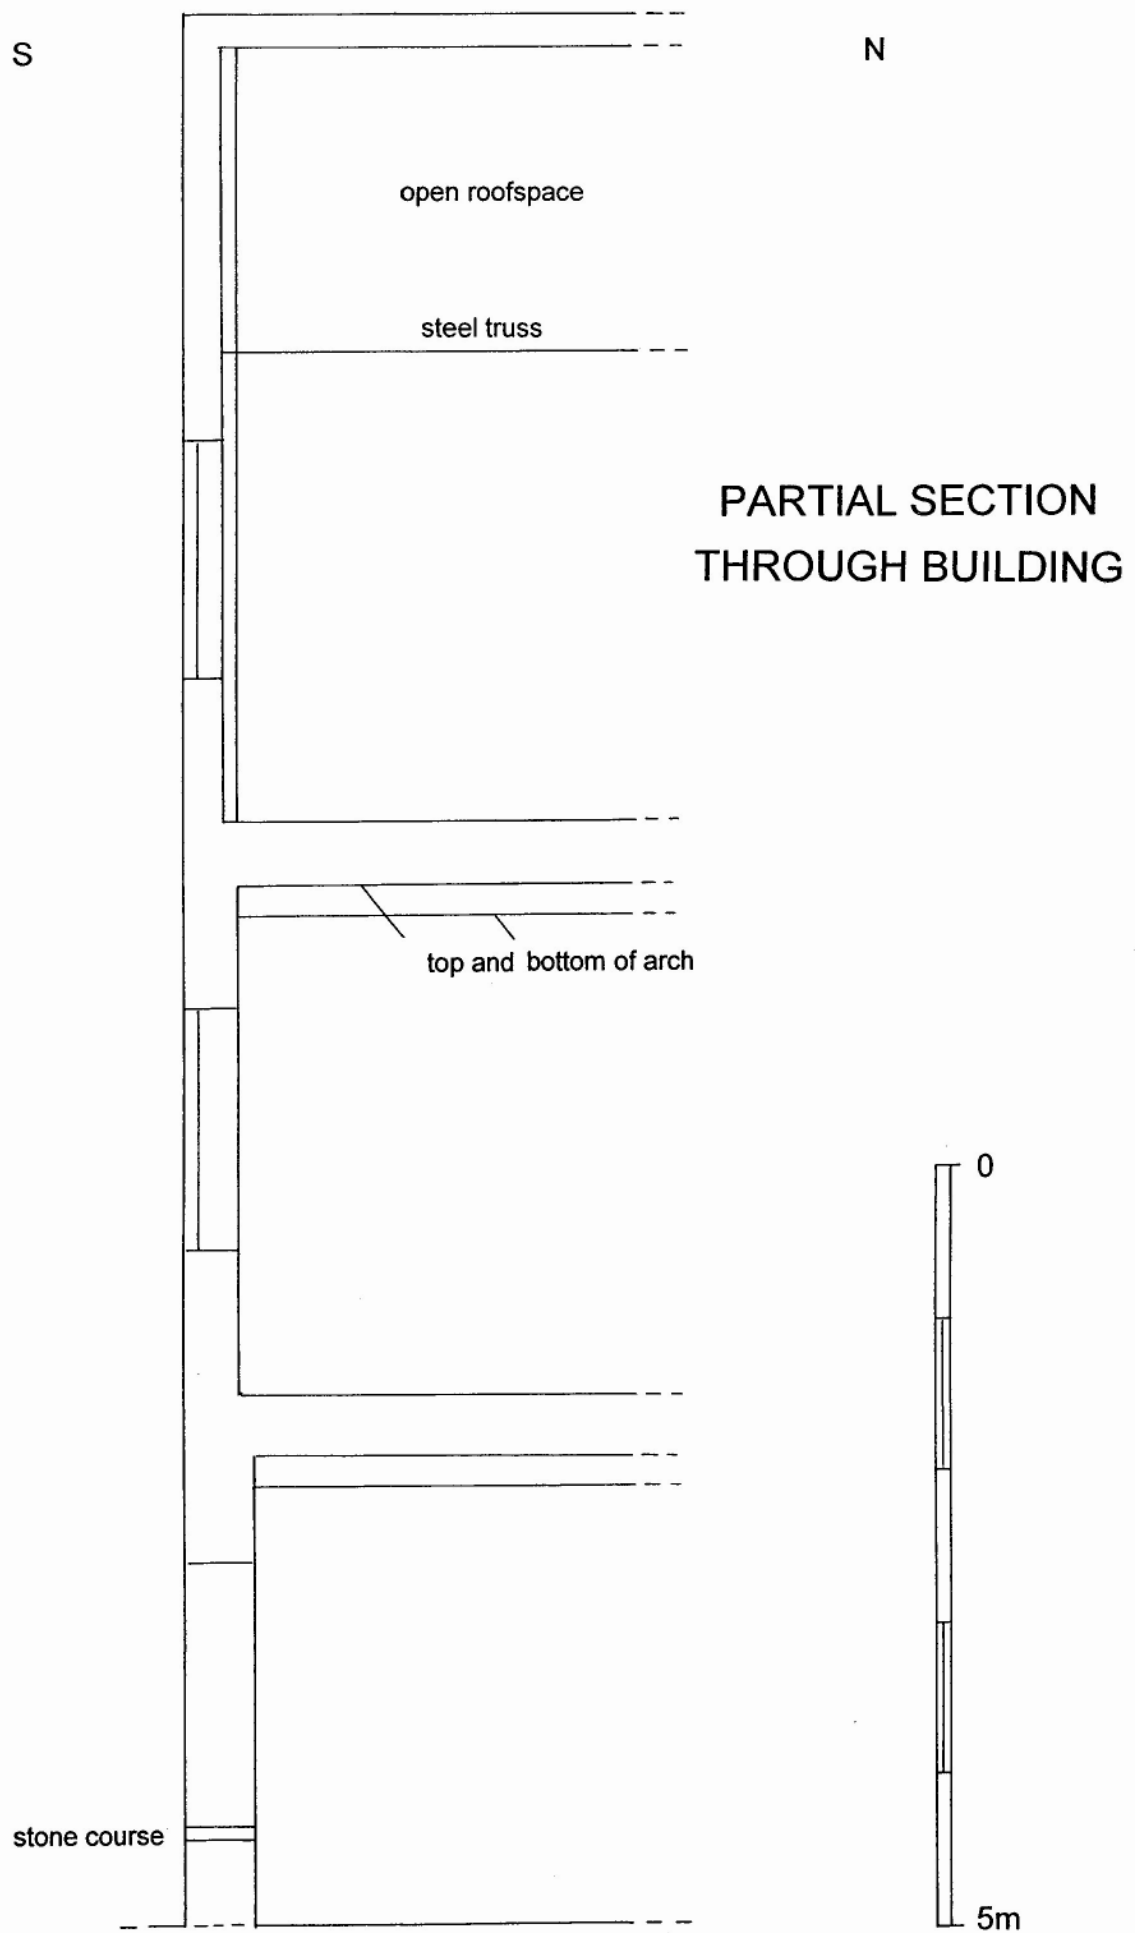 S
N
open roofspace
steel truss
PARTIAL SECTION
THROUGH BUILDING
top and bottom of arch
0
stone course
5m